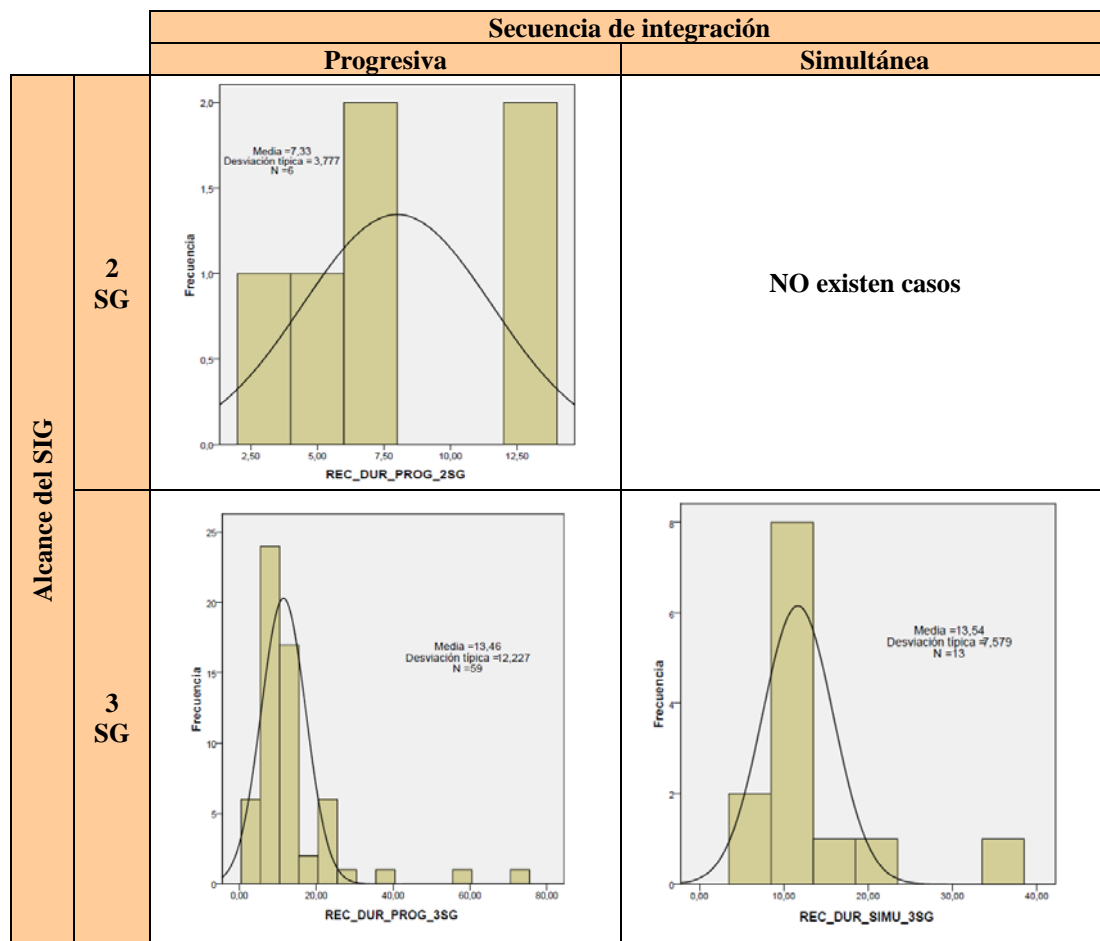 Secuencia de integración
Progresiva
Simultánea
Alcance del SIG
2
SG
2,0
1,5
1,0
0,5
0,0
Frecuencia
Media =7,33
Desviación típica = 3,777
N =6
2,50
5,00
7,50
10,00
12,50
REC_DUR_PROG_2SG
NO existen casos
3
SG
25
20
15
10
5
0
Frecuencia
Media =13,46
Desviación típica =12,227
N =59
0,00
20,00
40,00
60,00
80,00
REC_DUR_PROG_3SG
8
6
4
2
0
Frecuencia
Media =13,54
Desviación típica =7,579
N =13
0,00
10,00
20,00
30,00
40,00
REC_DUR_SIMU_3SG